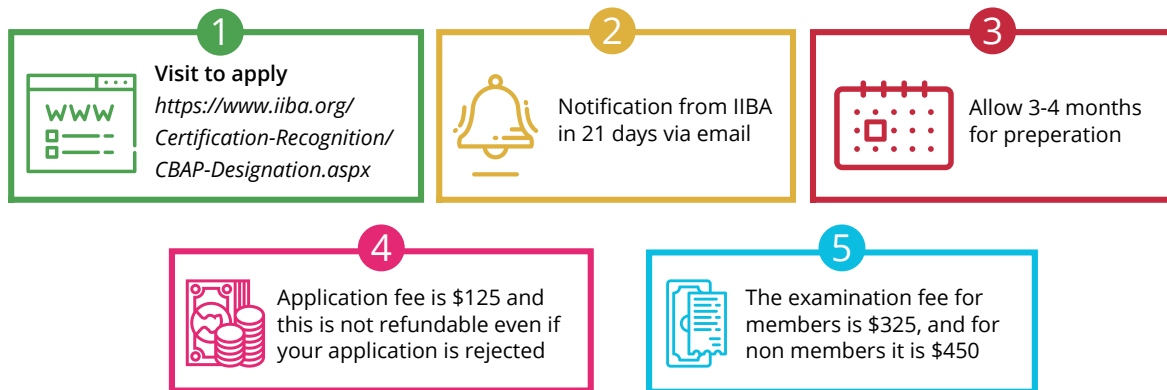 1
Visit to apply
https://www.iiba.org/
Certification-Recognition/
CBAP-Designation.aspx
WWW
2
Notification from IIBA
in 21 days via email
3
Allow 3-4 months
for preperation
4
Application fee is $125 and
this is not refundable even if
your application is rejected
5
The examination fee for
members is $325, and for
non members it is $450